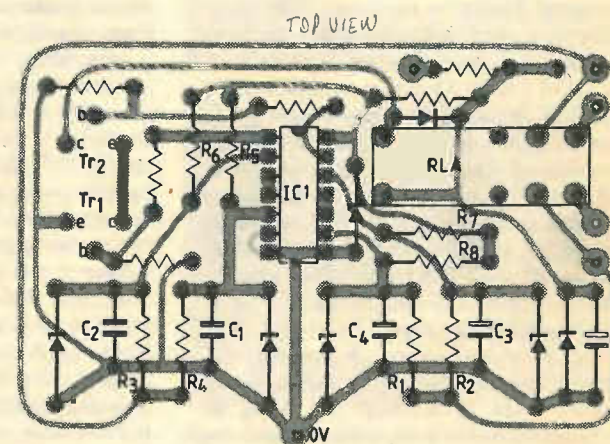 TOP VIEW
b
c e
Tr2
R6 R5
IC1
RLA
Tr1
e c
b
R7
R8
C2 C1 C4 C3
R3 R4 R1 R2
0V